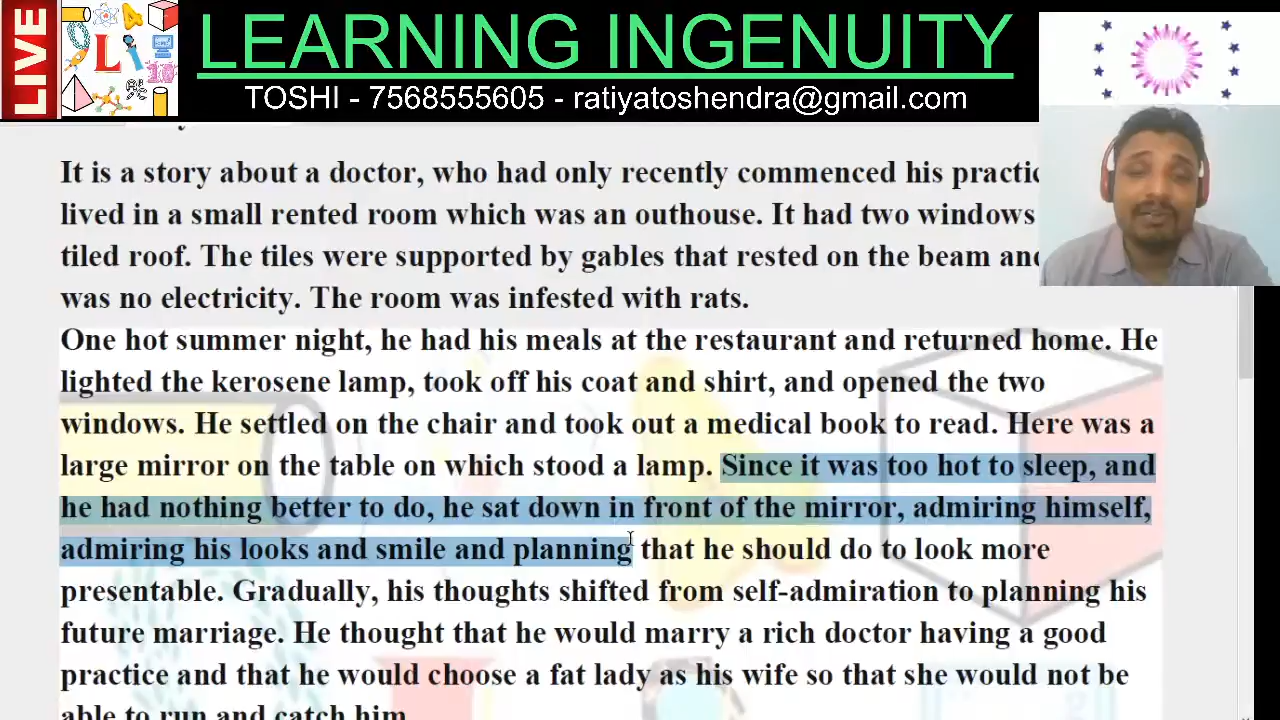 LIVE
LEARNING INGENUITY
TOSHI - 7568555605 - ratiyatoshendra@gmail.com
It is a story about a doctor, who had only recently commenced his practic
lived in a small rented room which was an outhouse. It had two windows
tiled roof. The tiles were supported by gables that rested on the beam and
was no electricity. The room was infested with rats.
One hot summer night, he had his meals at the restaurant and returned home. He
lighted the kerosene lamp, took off his coat and shirt, and opened the two
windows. He settled on the chair and took out a medical book to read. Here was a
large mirror on the table on which stood a lamp. Since it was too hot to sleep, and
he had nothing better to do, he sat down in front of the mirror, admiring himself,
admiring his looks and smile and planning that he should do to look more
presentable. Gradually, his thoughts shifted from self-admiration to planning his
future marriage. He thought that he would marry a rich doctor having a good
practice and that he would choose a fat lady as his wife so that she would not be
able to run and catch him